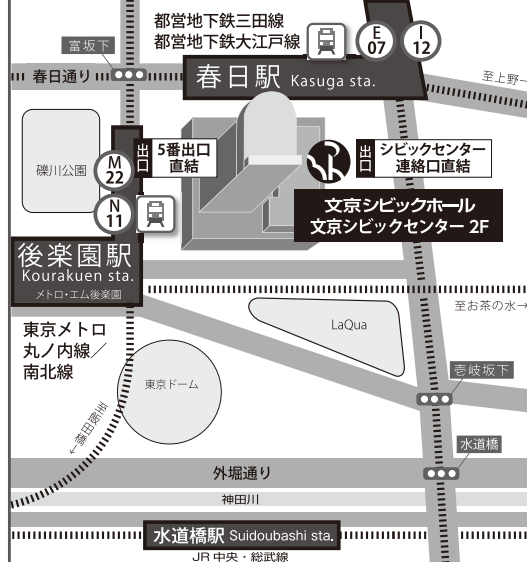 都営地下鉄三田線
都営地下鉄大江戸線
E
07
I
12
富坂下
春日通り
春日駅 Kasuga sta.
至上野→
礫川公園
M
22
出口
5番出口
直結
出口
シビックセンター
連絡口直結
N
11
文京シビックホール
文京シビックセンター 2F
後楽園駅
Kourakuen sta.
メトロ・エム後楽園
至お茶の水→
東京メトロ
丸ノ内線／
南北線
LaQua
東京ドーム
壱岐坂下
至飯田橋→
水道橋
外堀通り
神田川
水道橋駅 Suidoubashi sta.
JR 中央・総武線